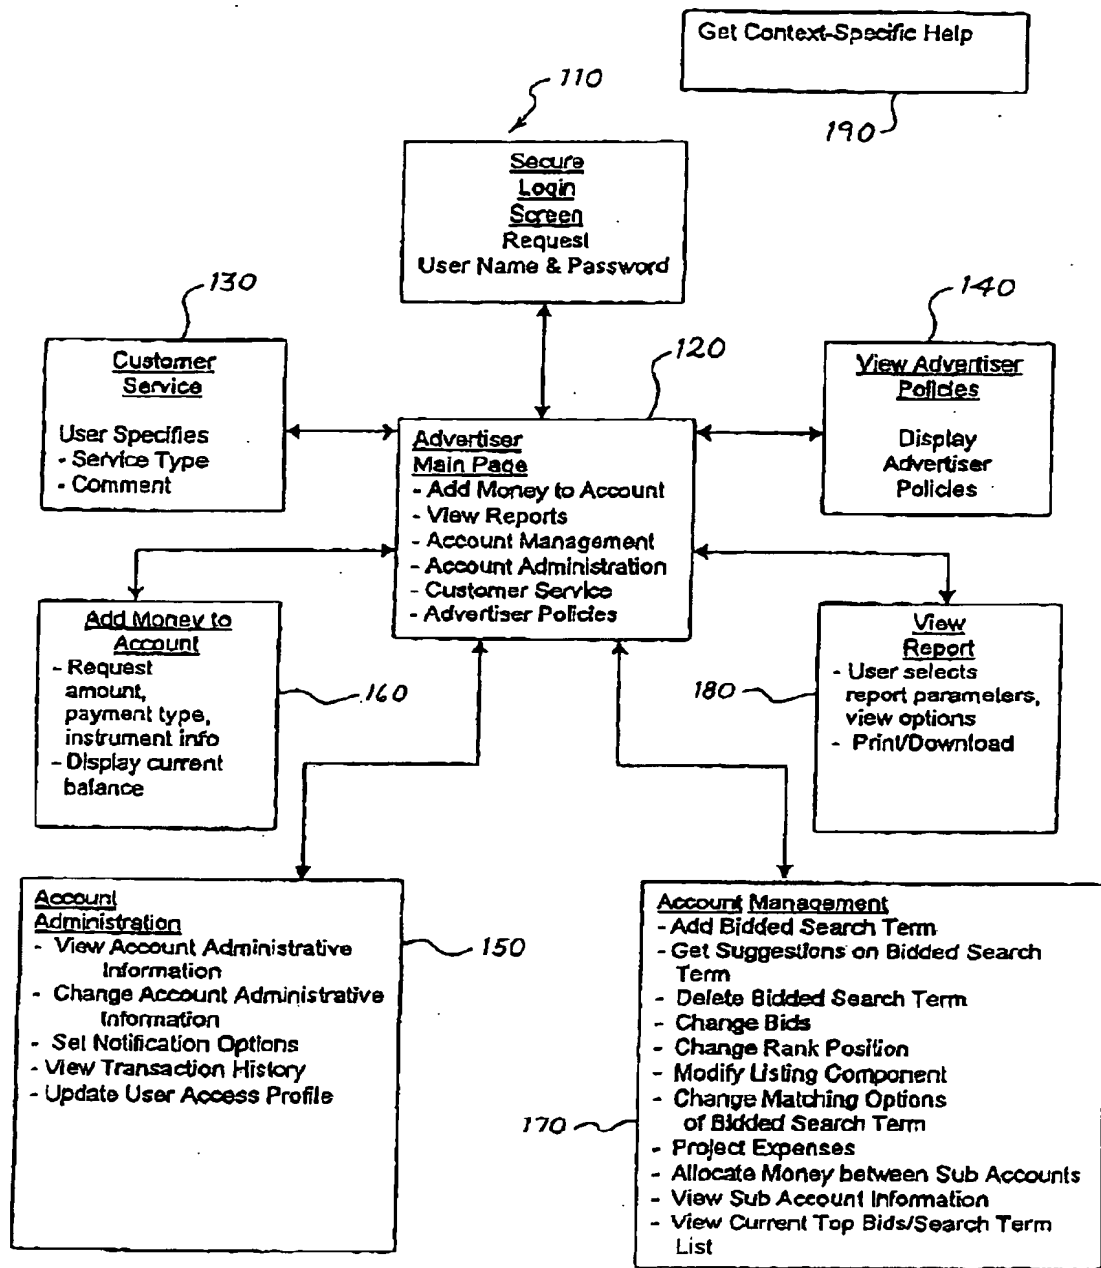 Get Context-Specific Help
190
110
Secure
Login
Screen
Request
User Name & Password
130
Customer
Service
User Specifies
- Service Type
- Comment
120
Advertiser
Main Page
- Add Money to Account
- View Reports
- Account Management
- Account Administration
- Customer Service
- Advertiser Policies
140
View Advertiser
Policies
Display
Advertiser
Policies
Add Money to
Account
- Request
amount,
payment type,
instrument info
- Display current
balance
160
180
View
Report
- User selects
report parameters,
view options
- Print/Download
Account
Administration
- View Account Administrative
Information
- Change Account Administrative
Information
- Set Notification Options
- View Transaction History
- Update User Access Profile
150
Account Management
- Add Bidded Search Term
- Get Suggestions on Bidded Search
Term
- Delete Bidded Search Term
- Change Bids
- Change Rank Position
- Modify Listing Component
- Change Matching Options
of Bidded Search Term
- Project Expenses
- Allocate Money between Sub Accounts
- View Sub Account Information
- View Current Top Bids/Search Term
List
170